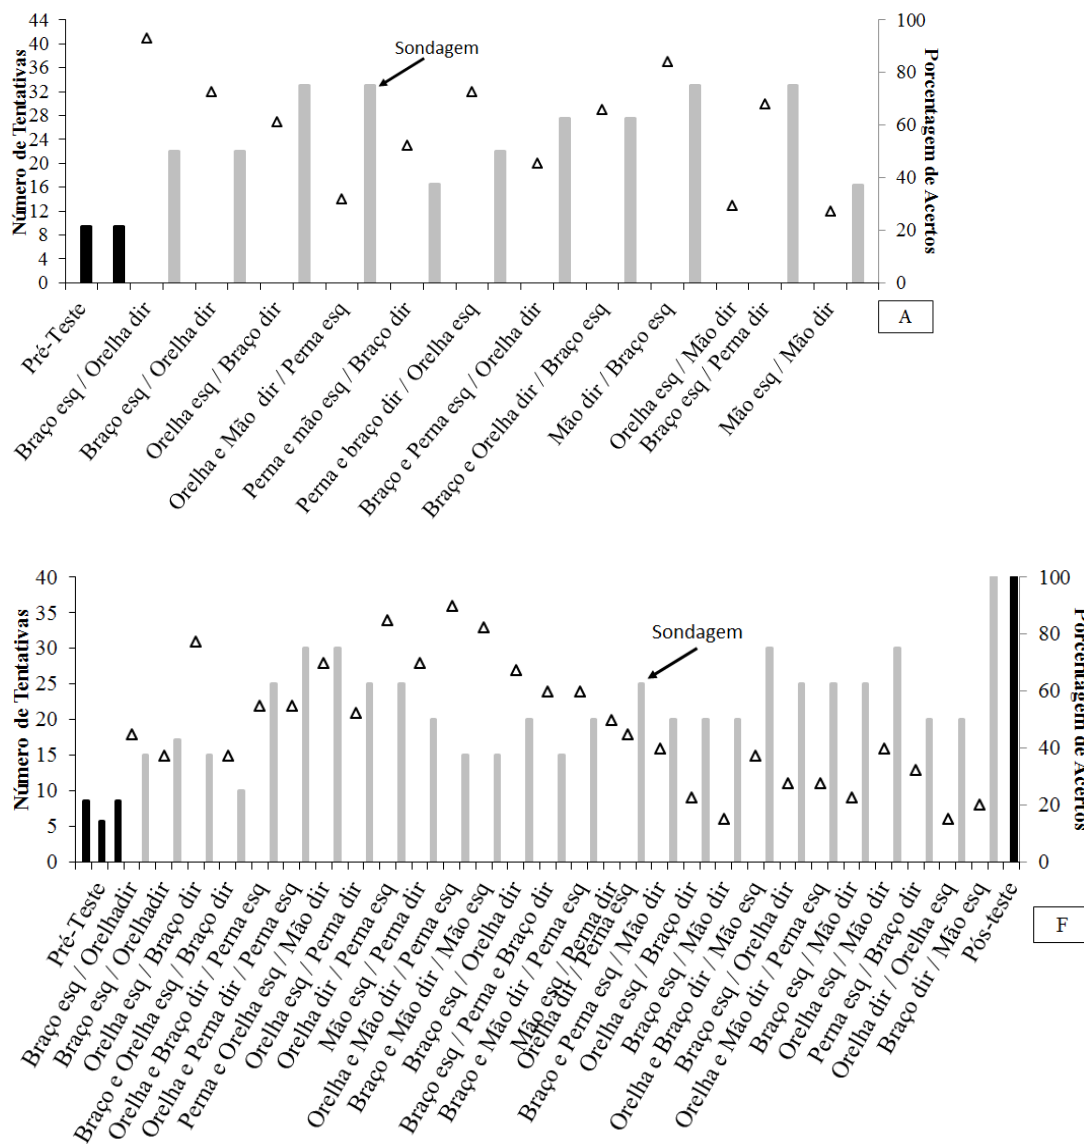 Número de Tentativas
44
40
36
32
28
24
20
16
12
8
4
0
Sondagem
100
80
60
40
20
0
Porcentagem de Acertos
Pré-Teste
Braço esq / Orelha dir
Braço esq / Orelha dir
Orelha esq / Braço dir
Orelha e Mão dir / Perna esq
Perna e mão esq / Braço dir
Perna e braço dir / Orelha esq
Braço e Perna esq / Orelha dir
Braço e Orelha dir / Braço esq
Mão dir / Braço esq
Orelha esq / Mão dir
Braço esq / Perna dir
Mão esq / Mão dir
A
Número de Tentativas
40
35
30
25
20
15
10
5
0
Sondagem
100
80
60
40
20
0
Porcentagem de Acertos
Pré-Teste
Braço esq / Orelhadir
Braço esq / Orelhadir
Orelha esq / Braço dir
Braço e Orelha esq / Braço dir
Orelha e Braço dir / Perna esq
Orelha e Perna dir / Perna esq
Perna e Orelha esq / Mão dir
Orelha esq / Perna dir
Orelha dir / Perna esq
Mão esq / Perna dir
Orelha e Mão dir / Perna esq
Braço e Mão dir / Mão esq
Braço esq / Orelha dir
Braço esq / Perna e Braço dir
Braço e Mão dir / Perna esq
Mão esq / Perna dir
Orelha dir / Perna esq
Braço e Perna esq / Mão dir
Orelha esq / Braço dir
Braço esq / Mão dir
Orelha e Braço dir / Mão esq
Braço esq / Orelha dir
Orelha e Mão dir / Perna esq
Braço esq / Mão dir
Orelha esq / Mão dir
Perna esq / Braço dir
Orelha dir / Orelha esq
Braço dir / Mão esq
Pós-teste
F